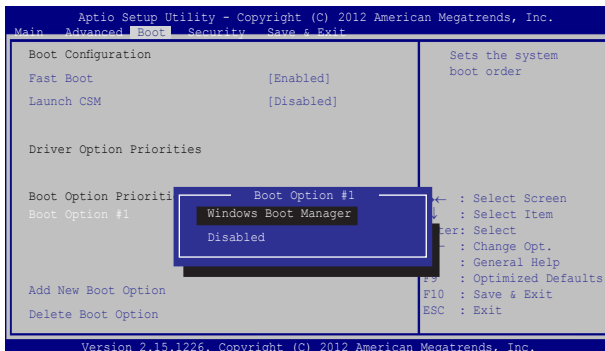 Aptio Setup Utility - Copyright (C) 2012 American Megatrends, Inc.
Main Advanced Boot Security Save & Exit
Boot Configuration
Fast Boot [Enabled]
Launch CSM [Disabled]
Driver Option Priorities
Boot Option Prioriti
Boot Option #1
Add New Boot Option
Delete Boot Option
Boot Option #1
Windows Boot Manager
Disabled
Sets the system
boot order
→← : Select Screen
: Select Item
ter: Select
- : Change Opt.
: General Help
F9 : Optimized Defaults
F10 : Save & Exit
ESC : Exit
Version 2.15.1226. Copyright (C) 2012 American Megatrends, Inc.